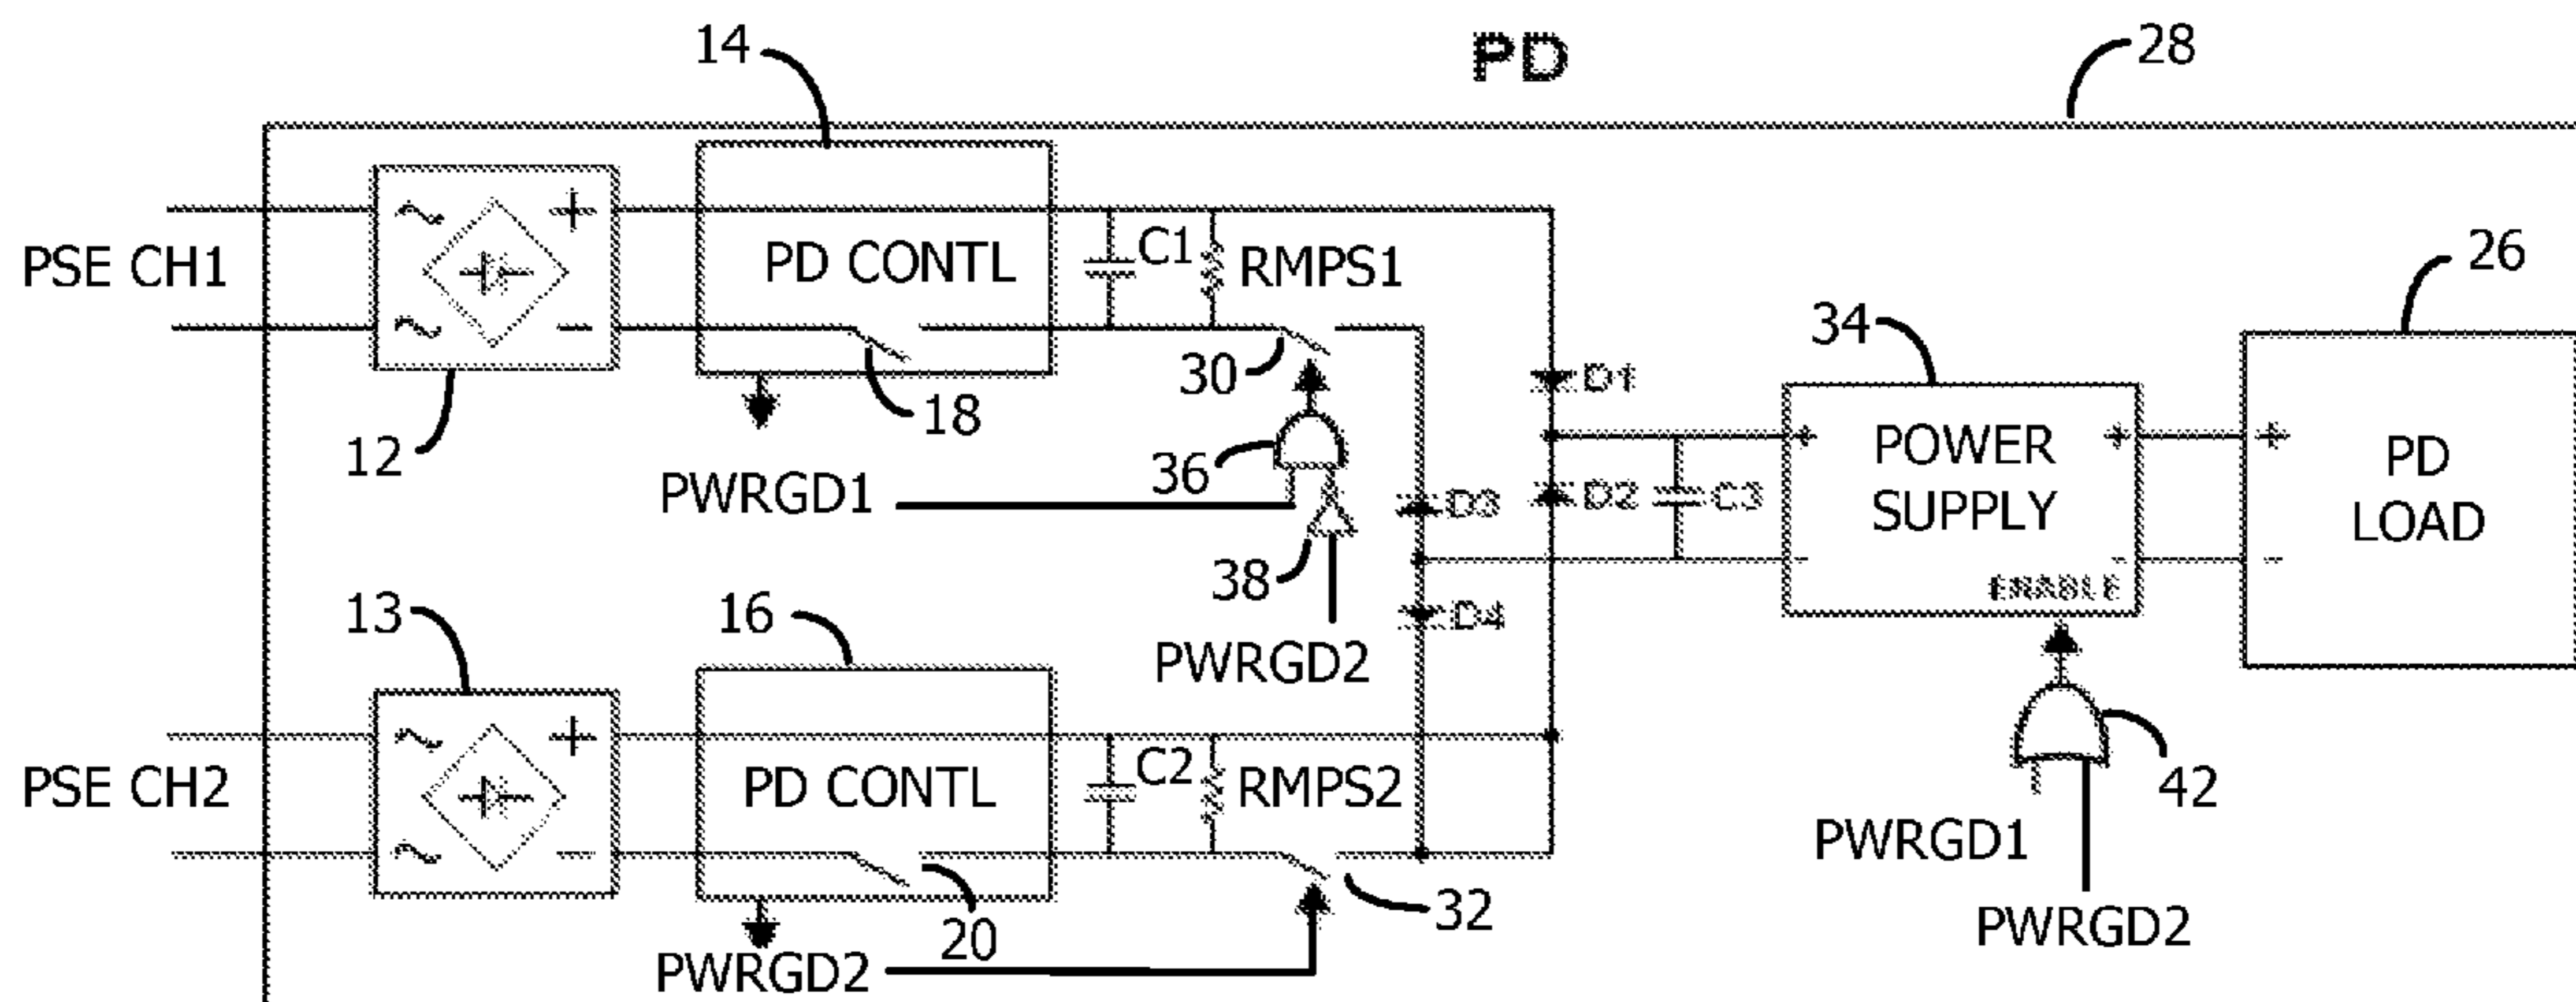 PD
28
14
PSE CH1
12
PD CONTL
18
PWRGD1
C1
RMPS1
30
36
38
PWRGD2
D1
D2
D3
D4
C3
34
POWER
SUPPLY
ENABLE
26
PD
LOAD
42
PWRGD1
PWRGD2
13
16
PSE CH2
PD CONTL
20
PWRGD2
C2
RMPS2
32